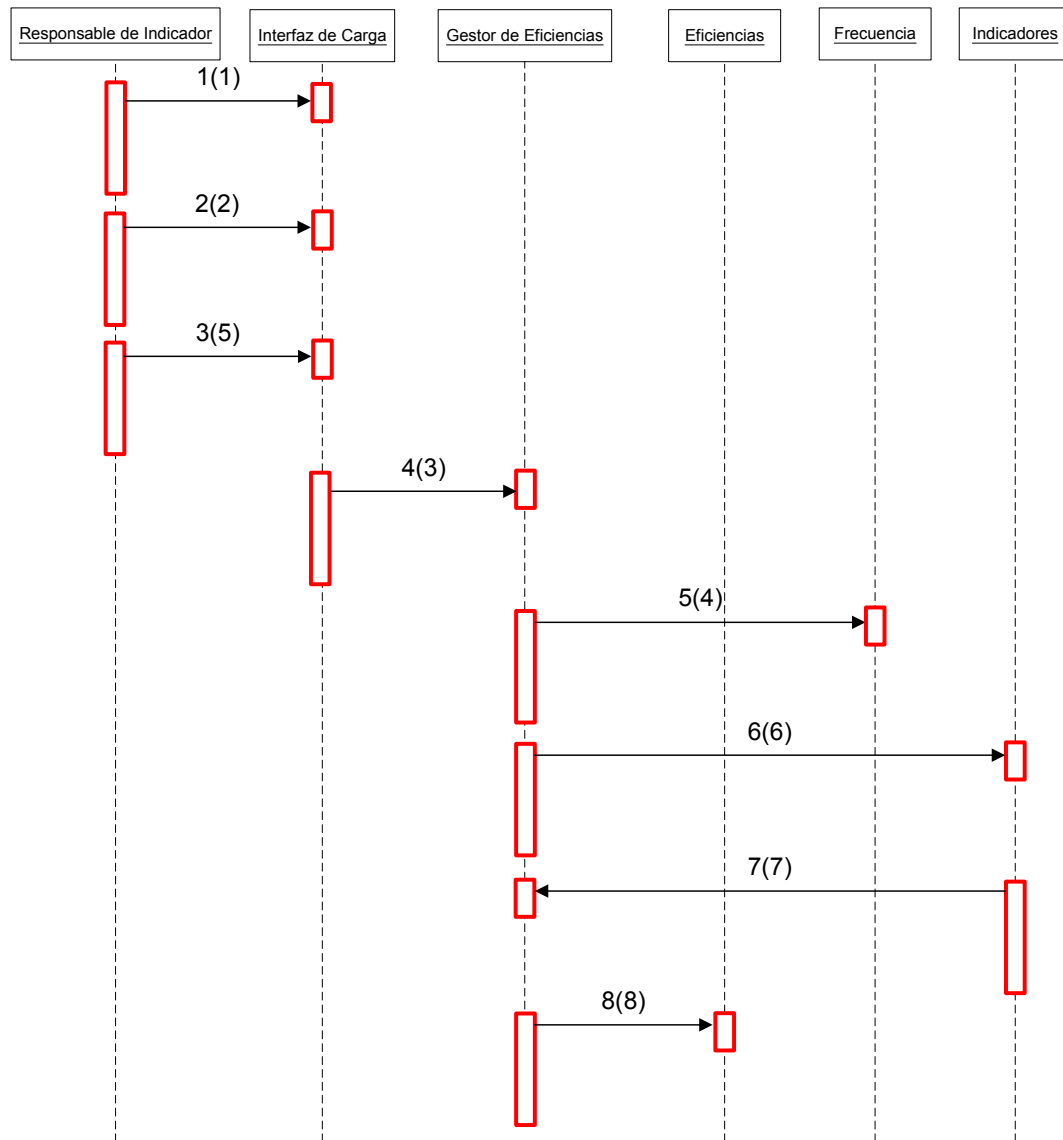 Responsable de Indicador
Interfaz de Carga
Gestor de Eficiencias
Eficiencias
Frecuencia
Indicadores
1(1)
2(2)
3(5)
4(3)
5(4)
6(6)
7(7)
8(8)